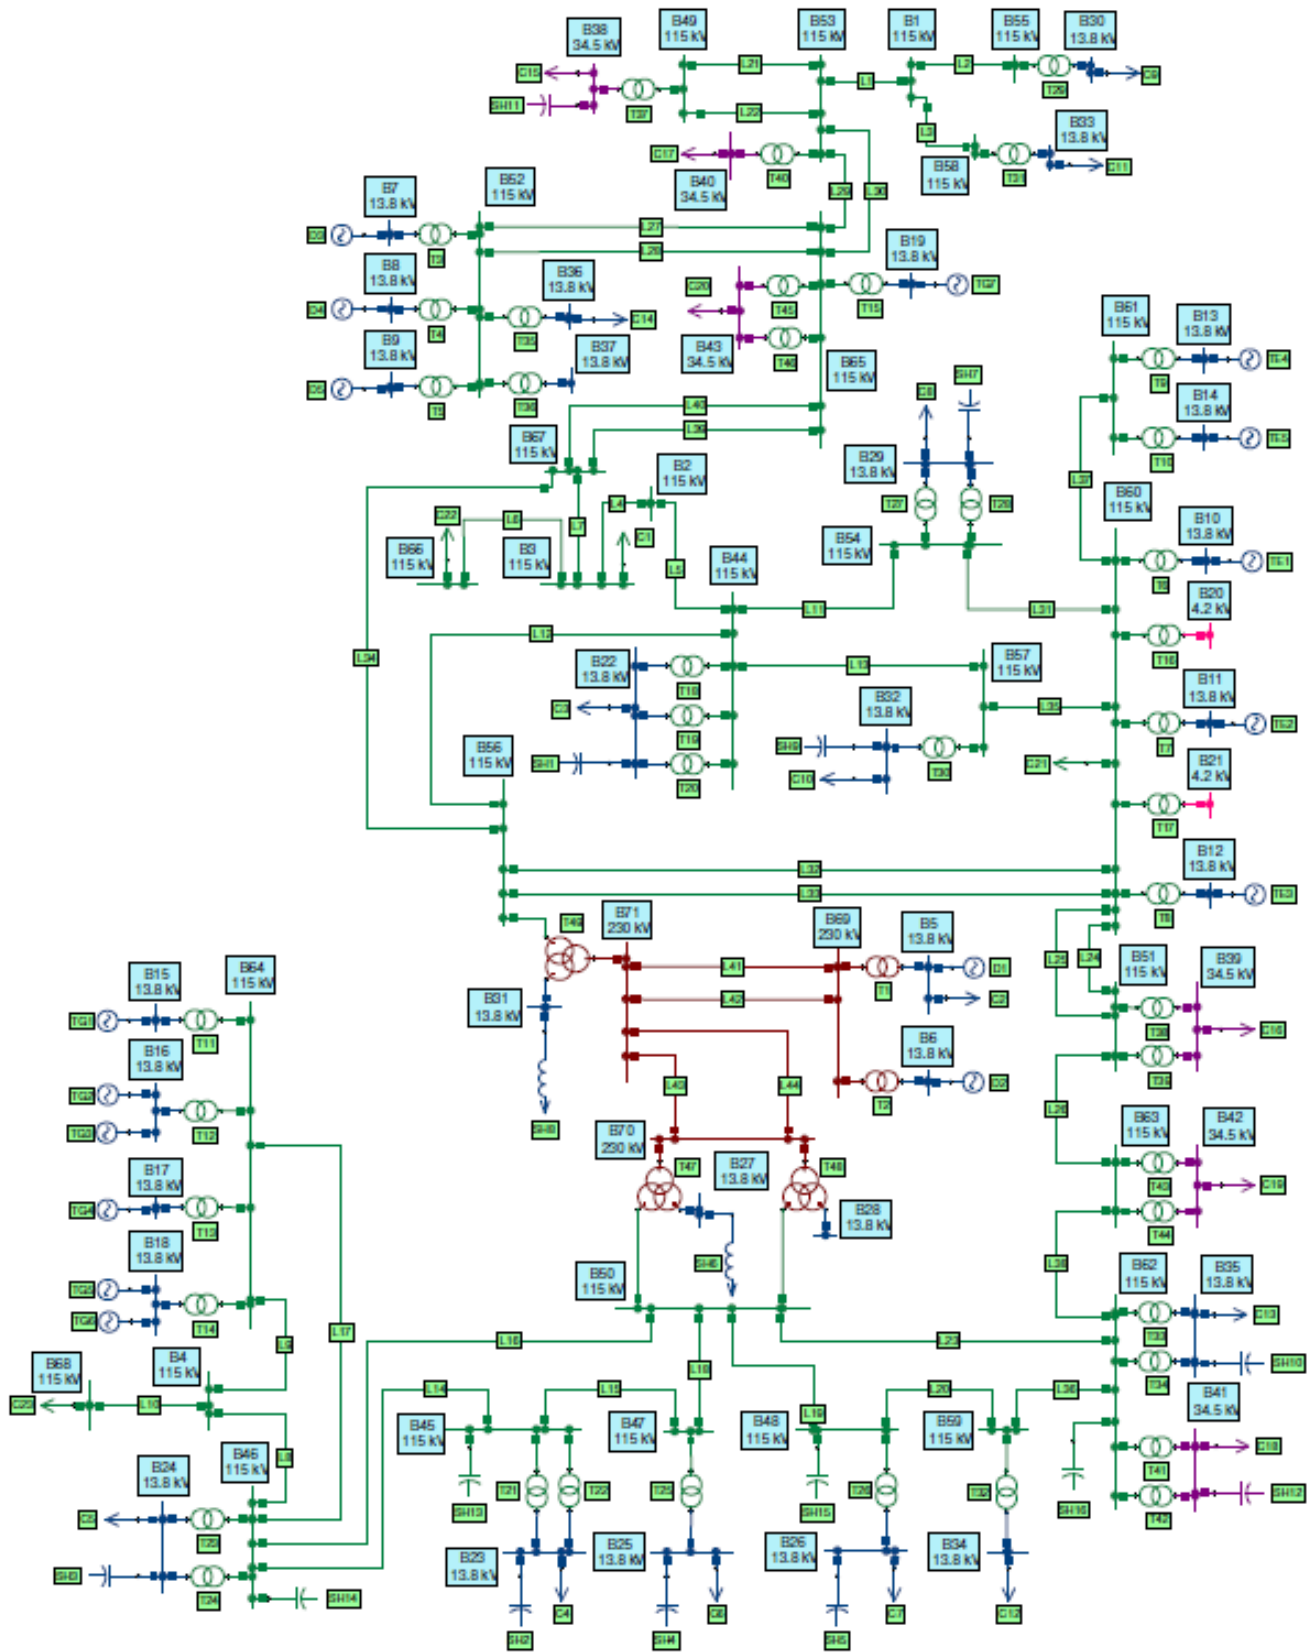 B38
34.5 kV
B49
115 kV
B53
115 kV
B1
115 kV
B55
115 kV
B30
13.8 kV
C15
L21
L1
L2
C9
SH11
T37
L22
T29
L3
B33
13.8 kV
C17
T40
B40
34.5 kV
B58
115 kV
T31
C11
B7
13.8 kV
B52
115 kV
L29
L30
D3
T3
L27
L28
B19
13.8 kV
B8
13.8 kV
B36
13.8 kV
C20
T45
T15
TG7
D4
T4
T35
C14
B43
34.5 kV
T46
B65
115 kV
B61
115 kV
B13
13.8 kV
B9
13.8 kV
B37
13.8 kV
T9
TE4
D5
T5
T36
C8
SH7
B14
13.8 kV
L40
L39
T10
TE5
B67
115 kV
B2
115 kV
B29
13.8 kV
L37
C22
L6
L7
L4
C1
T27
T28
B60
115 kV
B10
13.8 kV
B66
115 kV
B3
115 kV
L5
B44
115 kV
B54
115 kV
T6
TE1
L11
L31
B20
4.2 kV
L12
T16
L34
B22
13.8 kV
T18
L13
B57
115 kV
B11
13.8 kV
C3
T19
B32
13.8 kV
L35
T7
TE2
SH1
T20
SH9
C10
T30
C21
B21
4.2 kV
B56
115 kV
T17
L32
B12
13.8 kV
L33
T8
TE3
T49
B71
230 kV
B69
230 kV
B5
13.8 kV
L25
L24
B15
13.8 kV
B64
115 kV
L41
T1
D1
B51
115 kV
B39
34.5 kV
B31
13.8 kV
L42
C2
TG1
T11
T38
C16
B16
13.8 kV
B6
13.8 kV
T39
TG2
TG3
T12
SH8
L43
L44
T2
D2
L26
B63
115 kV
B42
34.5 kV
B70
230 kV
T47
B27
13.8 kV
T48
B17
13.8 kV
T43
C19
TG4
T13
B28
13.8 kV
T44
B18
13.8 kV
SH6
L38
B50
115 kV
B62
115 kV
B35
13.8 kV
TG5
TG6
T14
T33
C13
L9
L17
L16
L18
L23
T34
SH10
B68
115 kV
B4
115 kV
L14
L15
L20
L36
B41
34.5 kV
C23
L10
L19
B45
115 kV
B47
115 kV
B48
115 kV
B59
115 kV
L8
B24
13.8 kV
B46
115 kV
T41
C18
T21
T22
T25
T26
T32
SH13
SH15
SH16
T42
SH12
C5
T23
B23
13.8 kV
B25
13.8 kV
B26
13.8 kV
B34
13.8 kV
SH3
T24
SH14
SH2
C4
SH4
C6
SH5
C7
C12